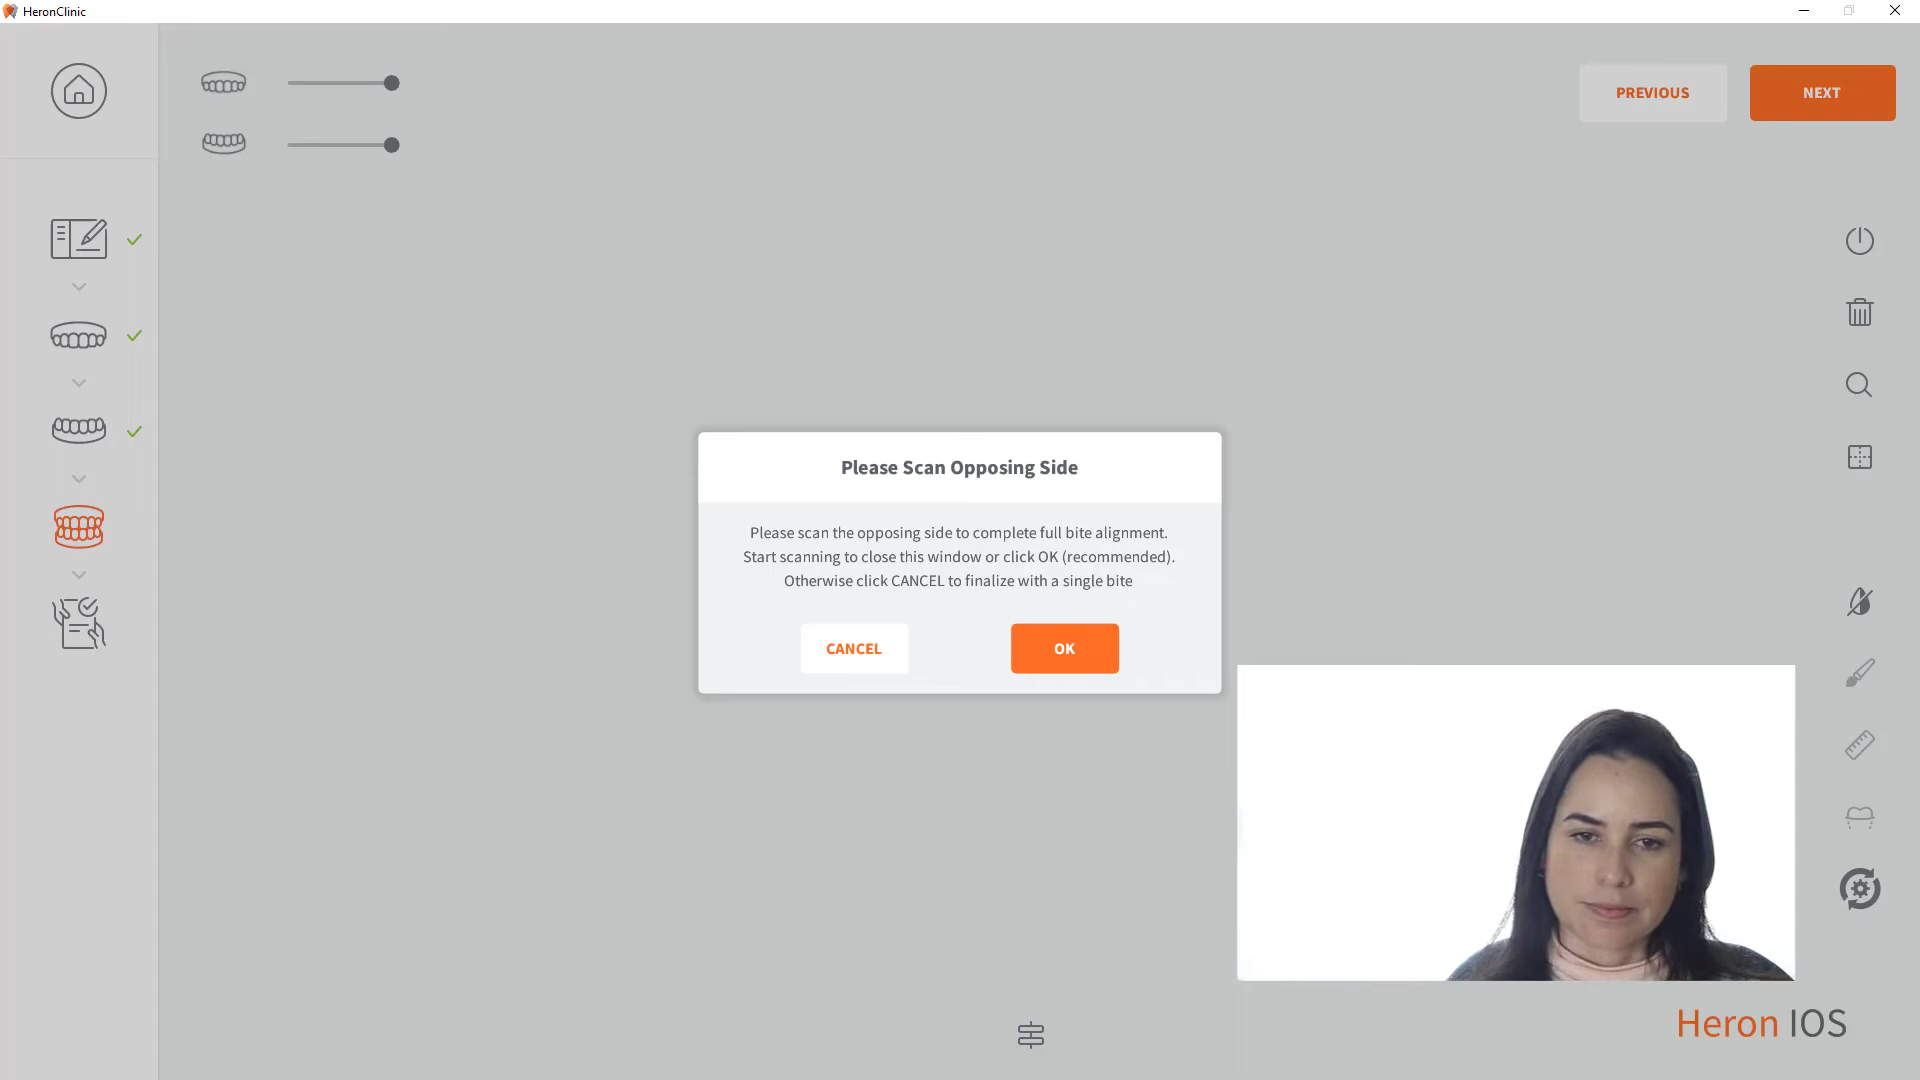 HeronClinic
PREVIOUS
NEXT
Please Scan Opposing Side
Please scan the opposing side to complete full bite alignment.
Start scanning to close this window or click OK (recommended).
Otherwise click CANCEL to finalize with a single bite
CANCEL
OK
Heron IOS